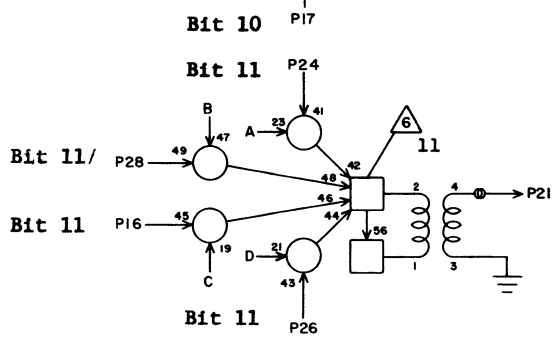 Bit 10 P17
Bit 11 P24
B
A 23 41
6
11
49 47
Bit 11/ P28
42
48
2 4
P21
46
Bit 11 P16 45
44
19
D 21
56
1 3
C
43
Bit 11 P26